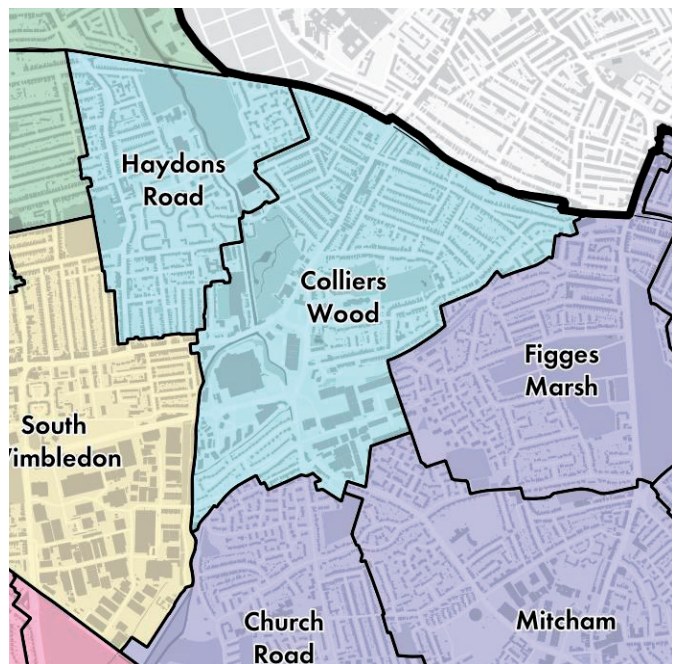 Haydons
Road
Colliers
Wood
Figges
Marsh
South
Wimbledon
Church
Road
Mitcham